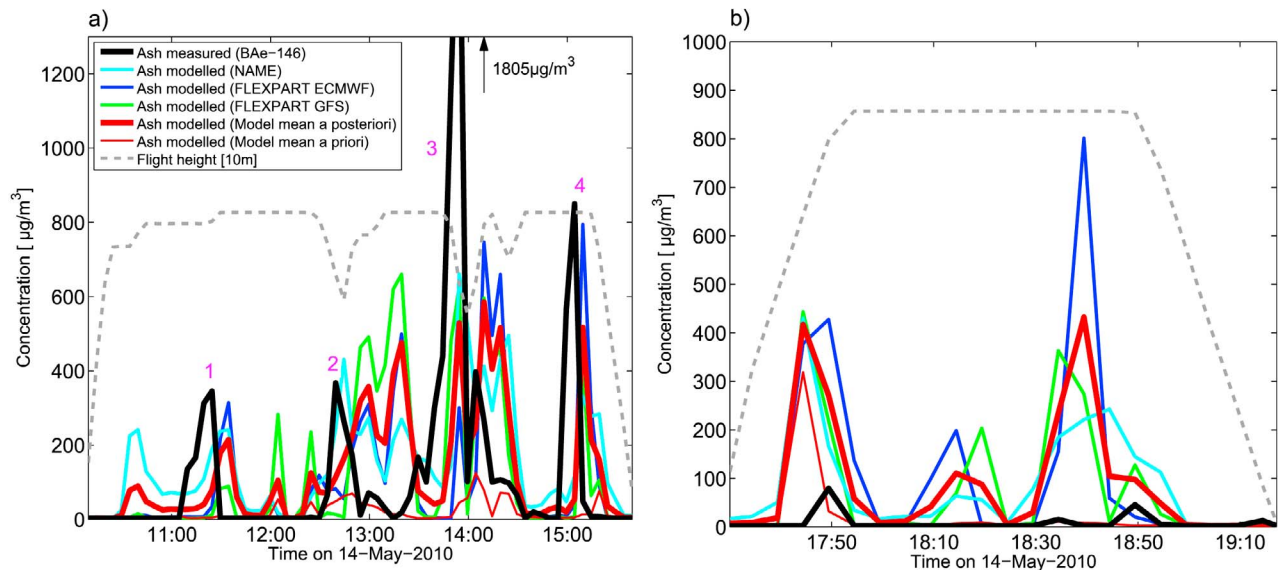 a)
1200
1000
800
600
400
200
0
Concentration [ µg/m³]
Ash measured (BAe−146)
Ash modelled (NAME)
Ash modelled (FLEXPART ECMWF)
Ash modelled (FLEXPART GFS)
Ash modelled (Model mean a posteriori)
Ash modelled (Model mean a priori)
Flight height [10m]
1805µg/m³
1
2
3
4
11:00
12:00
13:00
14:00
15:00
Time on 14−May−2010
b)
1000
900
800
700
600
500
400
300
200
100
0
Concentration [ µg/m³]
17:50
18:10
18:30
18:50
19:10
Time on 14−May−2010